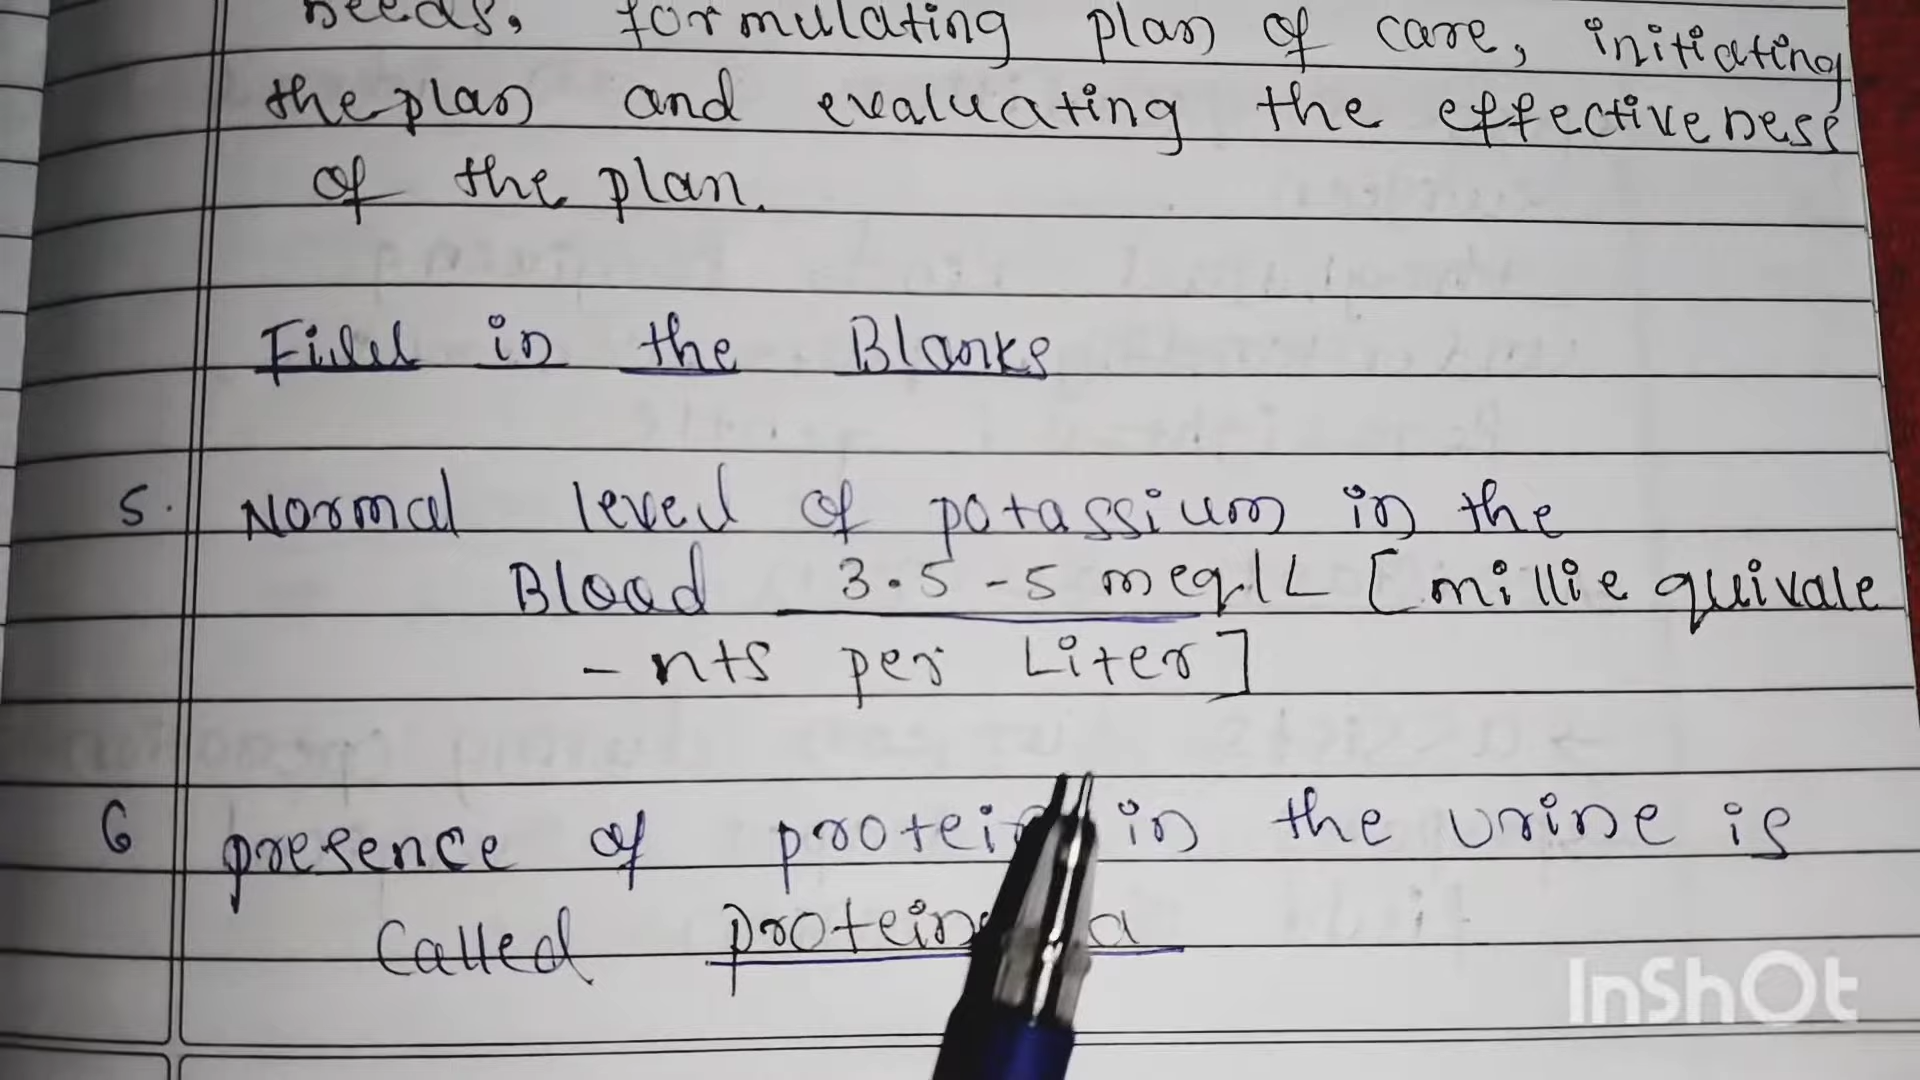 needs, formulating plan of care, initiating
the plan and evaluating the effectiveness
of the plan.
Fill in the Blanks
5. Normal level of potassium in the
Blood 3.5-5 meq/L [millie quivale
-nts per Liter]
6 presence of protein in the urine is
Called
InShOt